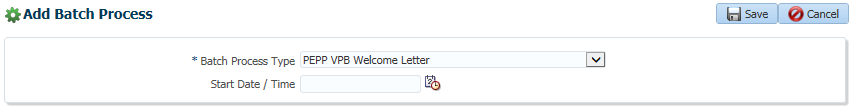 Add Batch Process
Save
Cancel
* Batch Process Type
PEPP VPB Welcome Letter
Start Date / Time